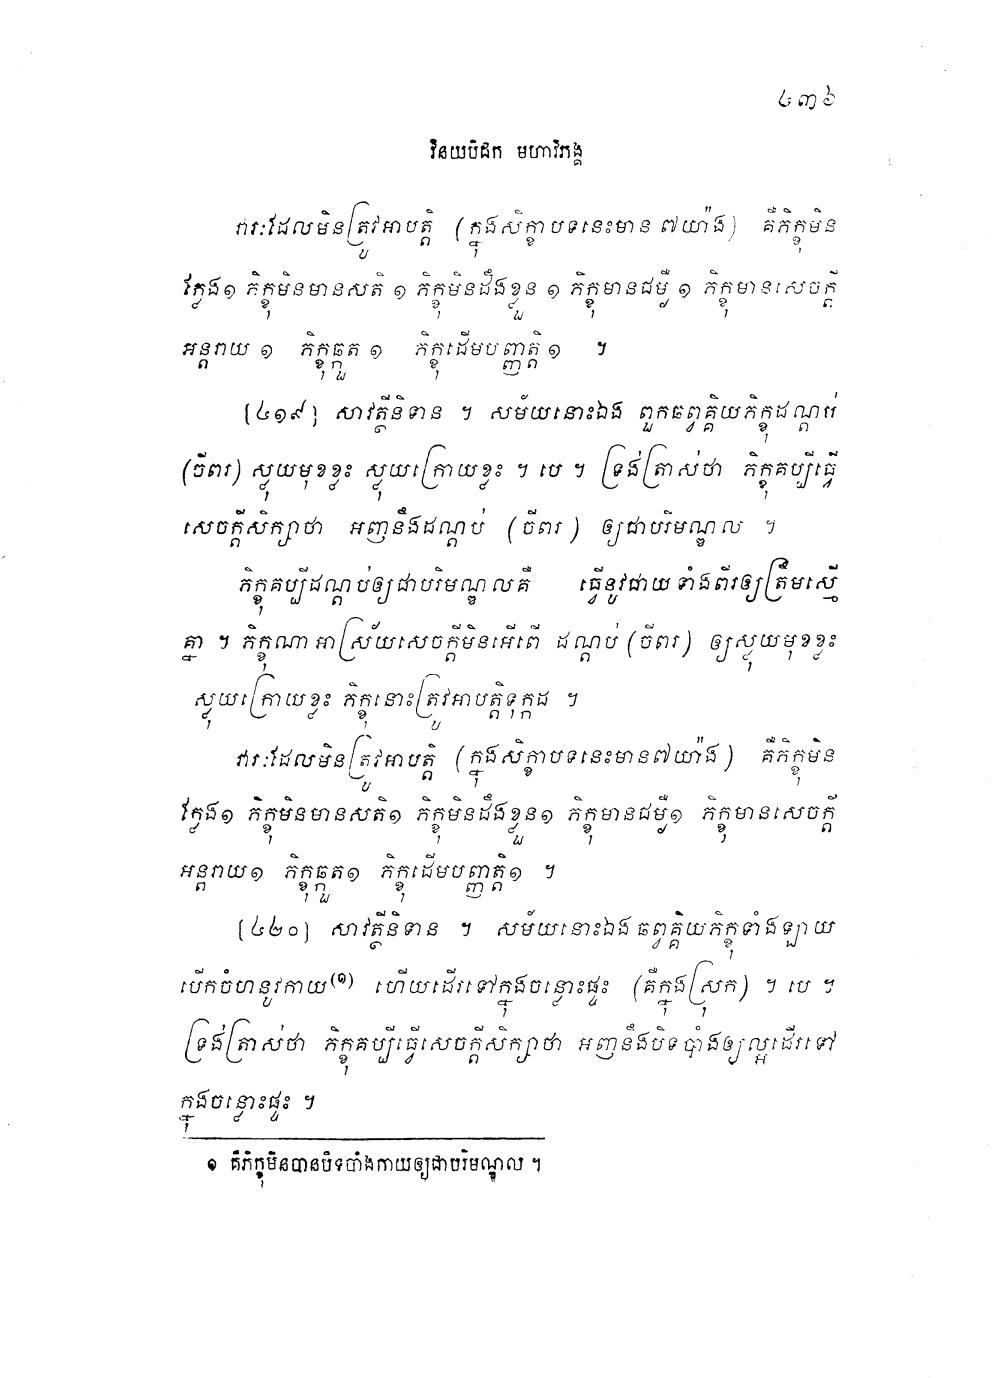 ៤៣៦
វិនយបិដក មហាវិភង្គ
វារៈដែលមិនត្រូវអាបត្តិ (ក្នុងសិក្ខាបទនេះមាន ៧យ៉ាង) គឺភិក្ខុមិន
ក្លែង១ ភិក្ខុមិនមានសតិ ១ ភិក្ខុមិនដឹងខ្លួន ១ ភិក្ខុមានជម្ងឺ ១ ភិក្ខុមានសេចក្តី
អន្តរាយ ១ ភិក្ខុឆ្កួត ១ ភិក្ខុដើមបញ្ញត្តិ ១ ។
[៤១៩] សាវត្ថីនិទាន ។ សម័យនោះឯង ពួកឆព្វគ្គិយភិក្ខុដណ្តប់
(ចីពរ) ស្លុយមុខខ្លះ ស្លុយក្រោយខ្លះ ។ បេ ។ ទ្រង់ត្រាស់ថា ភិក្ខុគប្បីធ្វើ
សេចក្តីសិក្សាថា អញនឹងដណ្តប់ (ចីពរ) ឲ្យជាបរិមណ្ឌល ។
ភិក្ខុគប្បីដណ្តប់ឲ្យជាបរិមណ្ឌលគឺ ធ្វើនូវជាយ ទាំងពីរឲ្យត្រឹមស្មើ
គ្នា ។ ភិក្ខុណា អាស្រ័យសេចក្តីមិនអើពើ ដណ្តប់ (ចីពរ) ឲ្យស្លុយមុខខ្លះ
ស្លុយក្រោយខ្លះ ភិក្ខុនោះត្រូវអាបត្តិទុក្កដ ។
វារៈដែលមិនត្រូវអាបត្តិ (ក្នុងសិក្ខាបទនេះមាន៧យ៉ាង) គឺភិក្ខុមិន
ក្លែង១ ភិក្ខុមិនមានសតិ១ ភិក្ខុមិនដឹងខ្លួន១ ភិក្ខុមានជម្ងឺ១ ភិក្ខុមានសេចក្តី
អន្តរាយ១ ភិក្ខុឆ្កួត១ ភិក្ខុដើមបញ្ញត្តិ១ ។
[៤២០] សាវត្ថីនិទាន ។ សម័យនោះឯង ឆព្វគ្គិយភិក្ខុទាំងឡាយ
បើកចំហនូវកាយ(១) ហើយដើរទៅក្នុងចន្លោះផ្ទះ (គឺក្នុងស្រុក) ។ បេ ។
ទ្រង់ត្រាស់ថា ភិក្ខុគប្បីធ្វើសេចក្តីសិក្សាថា អញនឹងបិទបាំងឲ្យល្អដើរទៅ
ក្នុងចន្លោះផ្ទះ ។
១ គឺភិក្ខុមិនបានបិទបាំងកាយឲ្យជាបរិមណ្ឌល ។